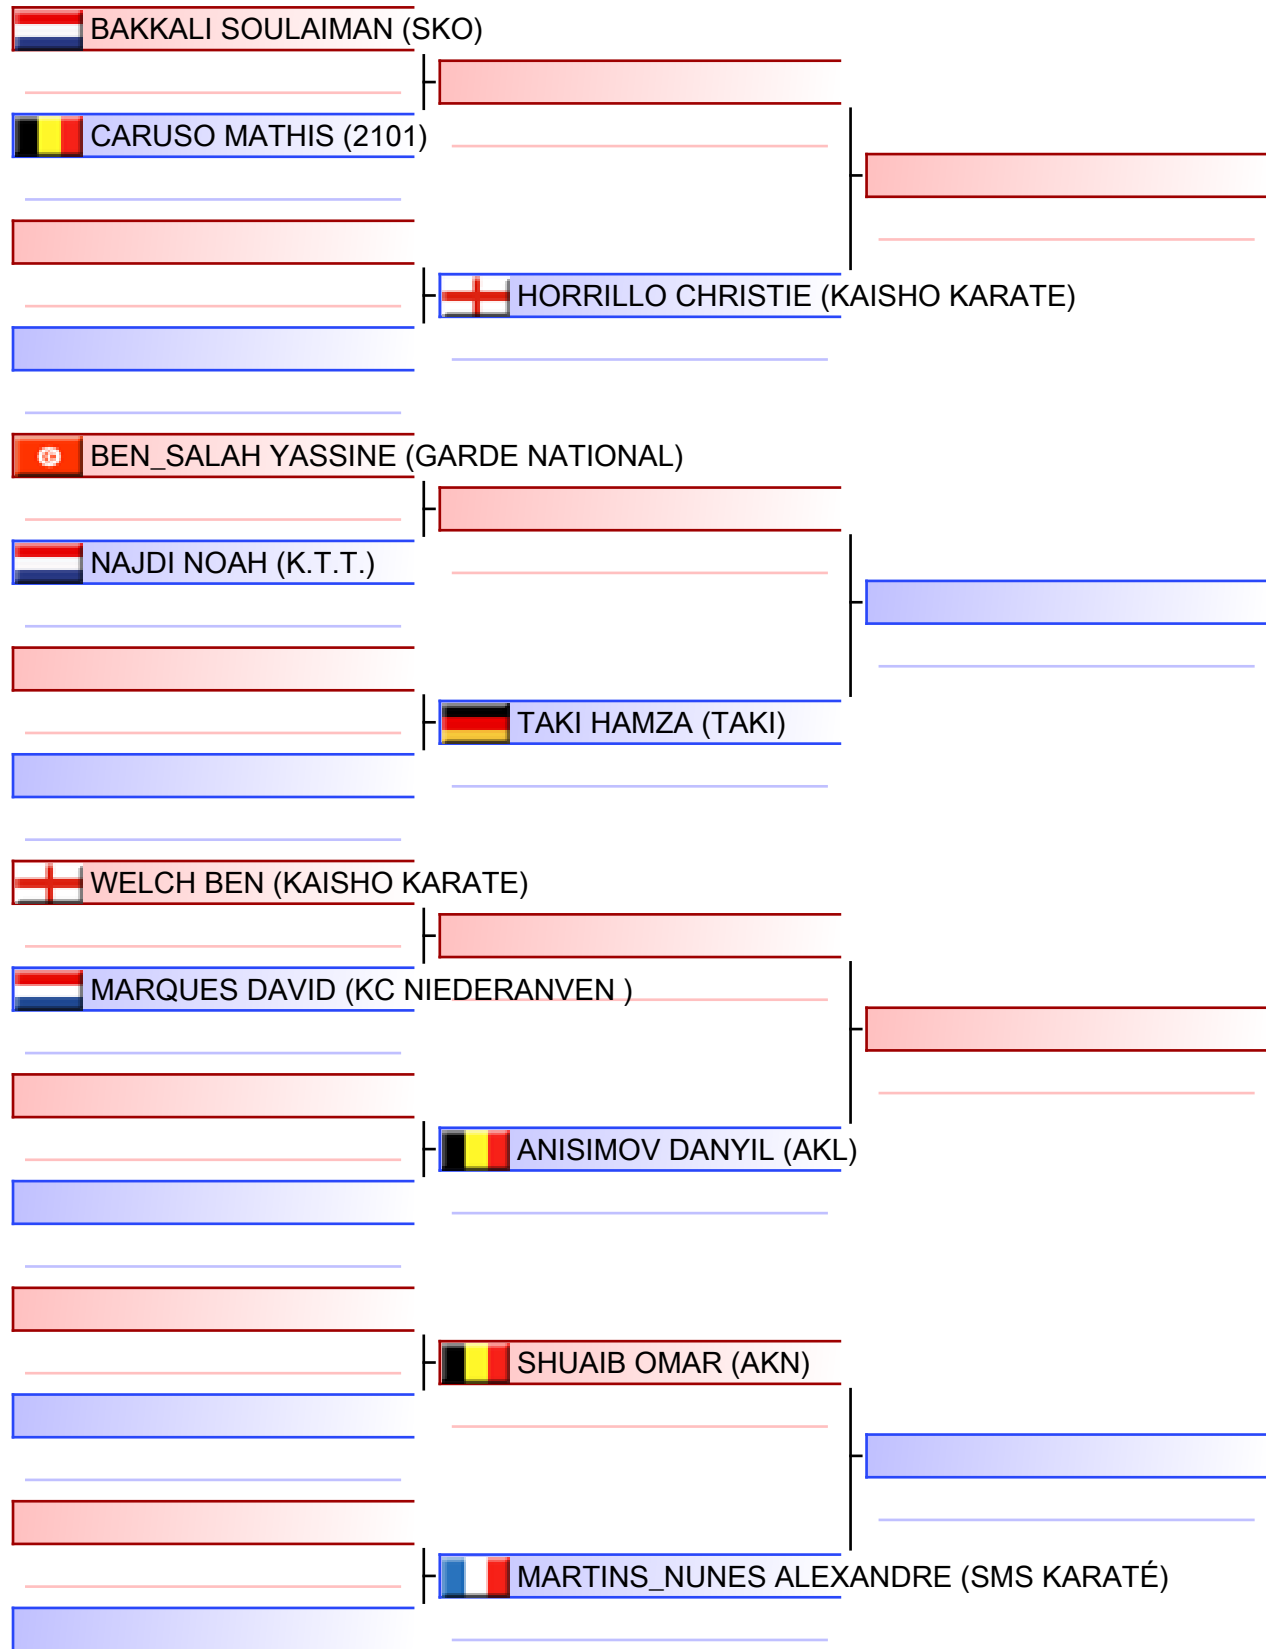 BAKKALI SOULAIMAN (SKO)
CARUSO MATHIS (2101)
HORRILLO CHRISTIE (KAISHO KARATE)
BEN_SALAH YASSINE (GARDE NATIONAL)
NAJDI NOAH (K.T.T.)
TAKI HAMZA (TAKI)
WELCH BEN (KAISHO KARATE)
MARQUES DAVID (KC NIEDERANVEN )
ANISIMOV DANYIL (AKL)
SHUAIB OMAR (AKN)
MARTINS_NUNES ALEXANDRE (SMS KARATÉ)